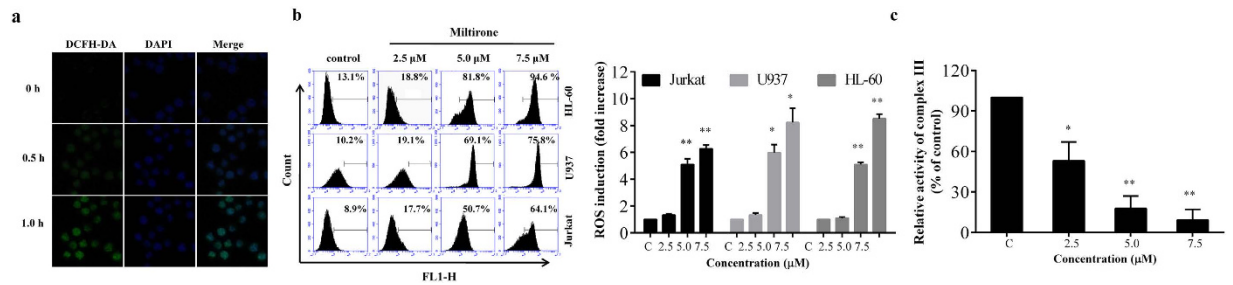 a
DCFH-DA DAPI Merge
0 h
0.5 h
1.0 h
b
Miltirone
control 2.5 μM 5.0 μM 7.5 μM
13.1% 18.8% 81.8% 94.6 %
HL-60
10.2% 19.1% 69.1% 75.8%
U937
8.9% 17.7% 50.7% 64.1%
Jurkat
Count
FL1-H
ROS induction (fold increase)
12
10
8
6
4
2
0
Jurkat U937 HL-60
** ** * * ** **
C 2.5 5.0 7.5 C 2.5 5.0 7.5 C 2.5 5.0 7.5
Concentration (μM)
c
Relative activity of complex III
(% of control)
120
90
60
30
0
* ** **
C 2.5 5.0 7.5
Concentration (μM)